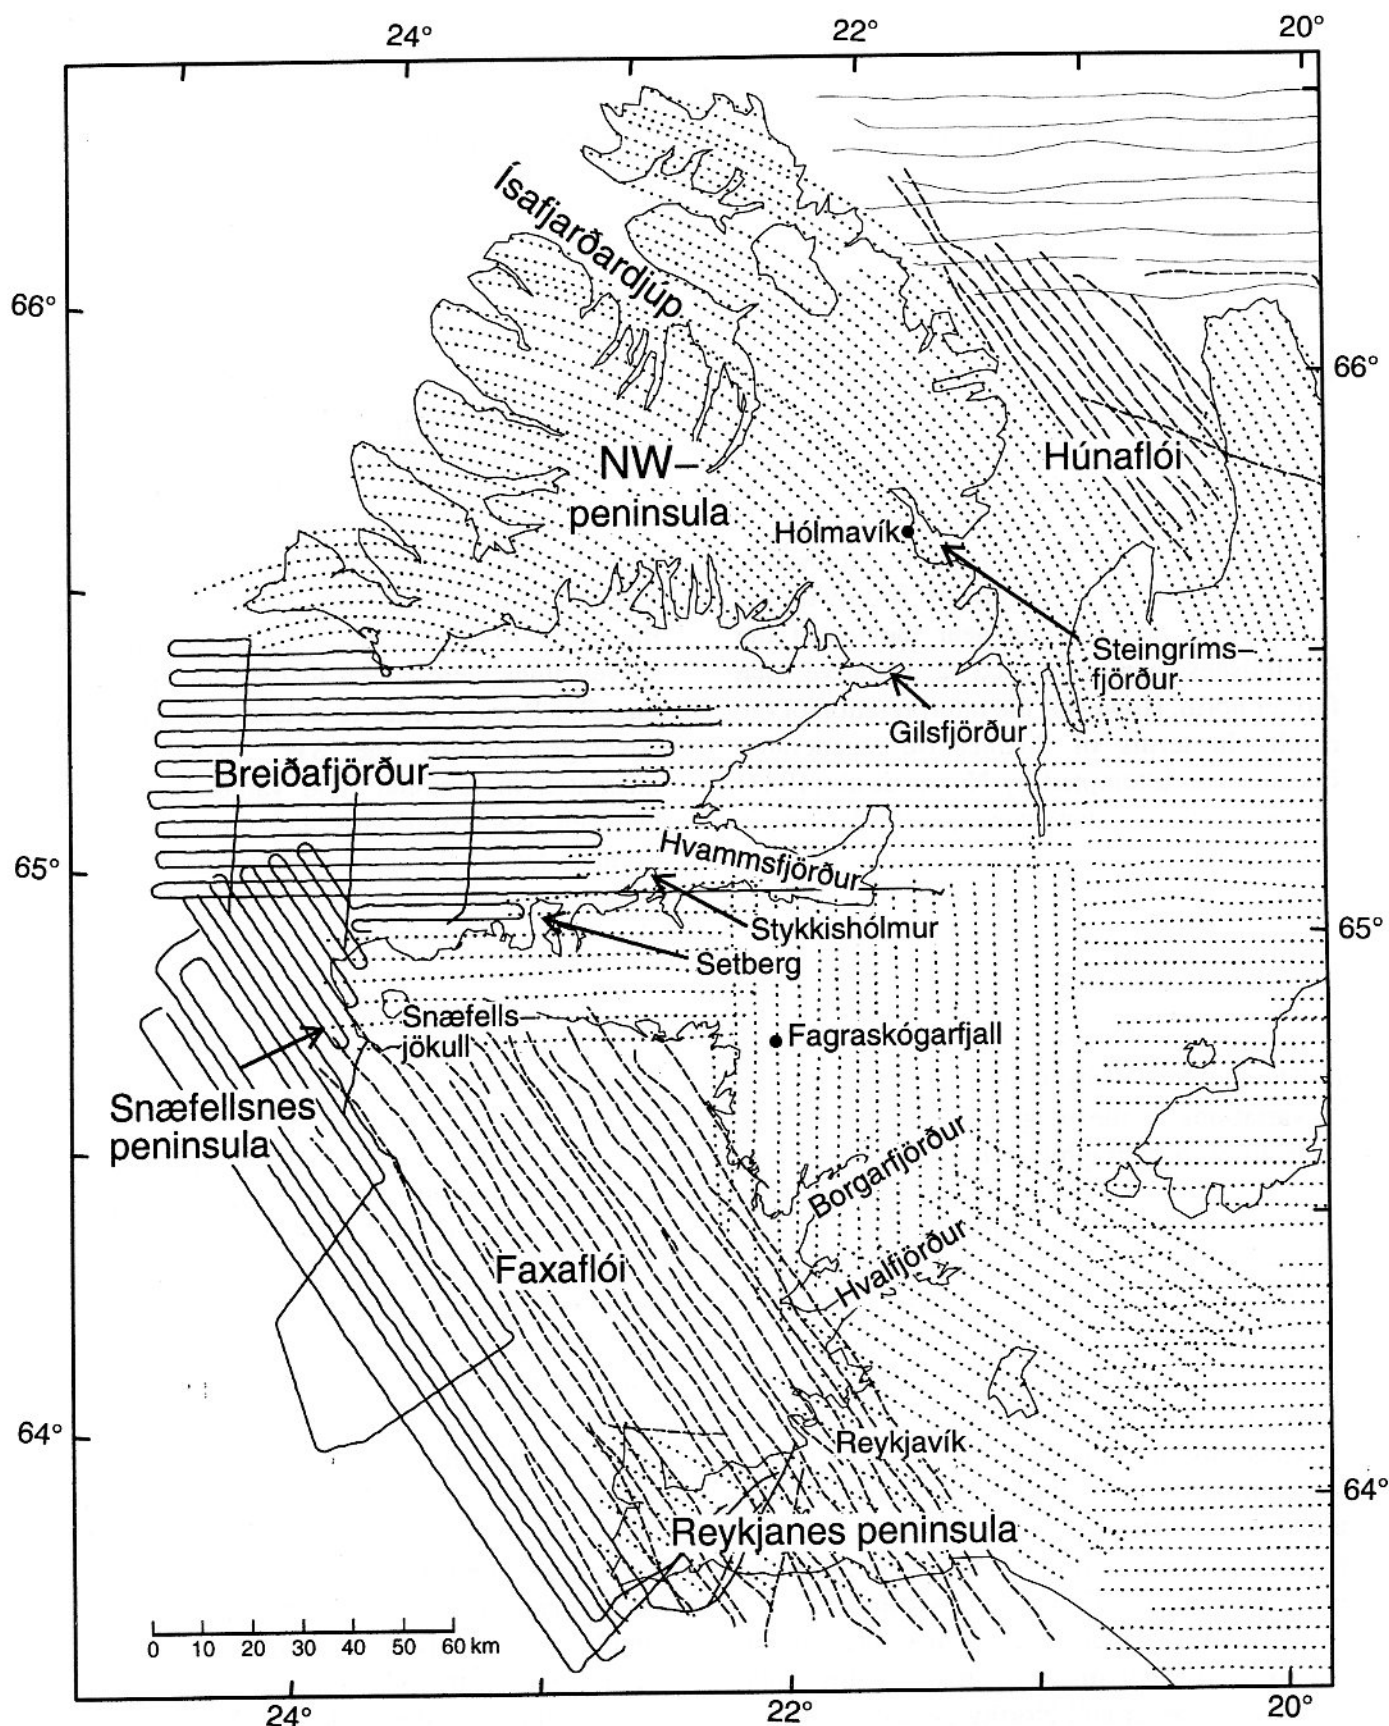 24°
22°
20°
Ísafjarðardjúp
66°
66°
NW–
peninsula
Húnaflói
Hólmavík
Steingríms–
fjörður
Gilsfjörður
Breiðafjörður
Hvammsfjörður
65°
65°
Stykkishólmur
Setberg
Snæfells–
jökull
Fagraskógarfjall
Snæfellsnes
peninsula
Borgarfjörður
Hvalfjörður
Faxaflói
64°
64°
Reykjavík
Reykjanes peninsula
0 10 20 30 40 50 60 km
24°
22°
20°